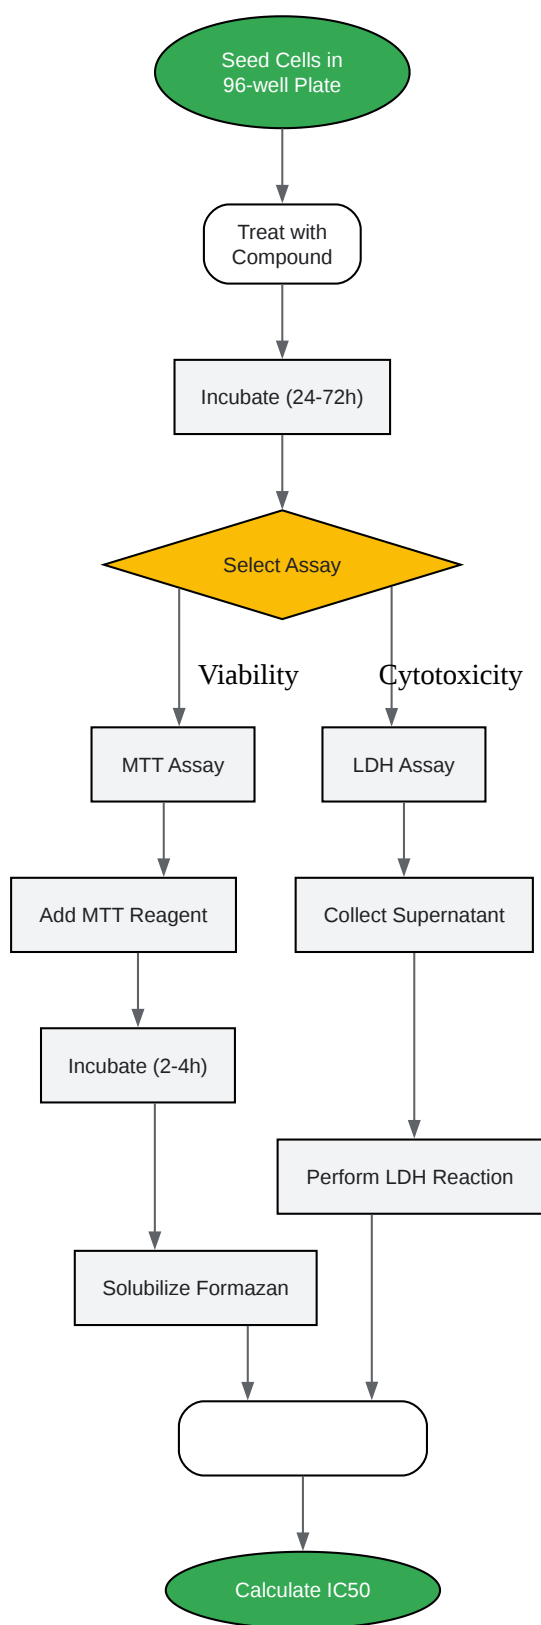 Seed Cells in
96-well Plate
Treat with
Compound
Incubate (24-72h)
Select Assay
Viability
Cytotoxicity
MTT Assay
LDH Assay
Add MTT Reagent
Collect Supernatant
Incubate (2-4h)
Perform LDH Reaction
Solubilize Formazan
Calculate IC50